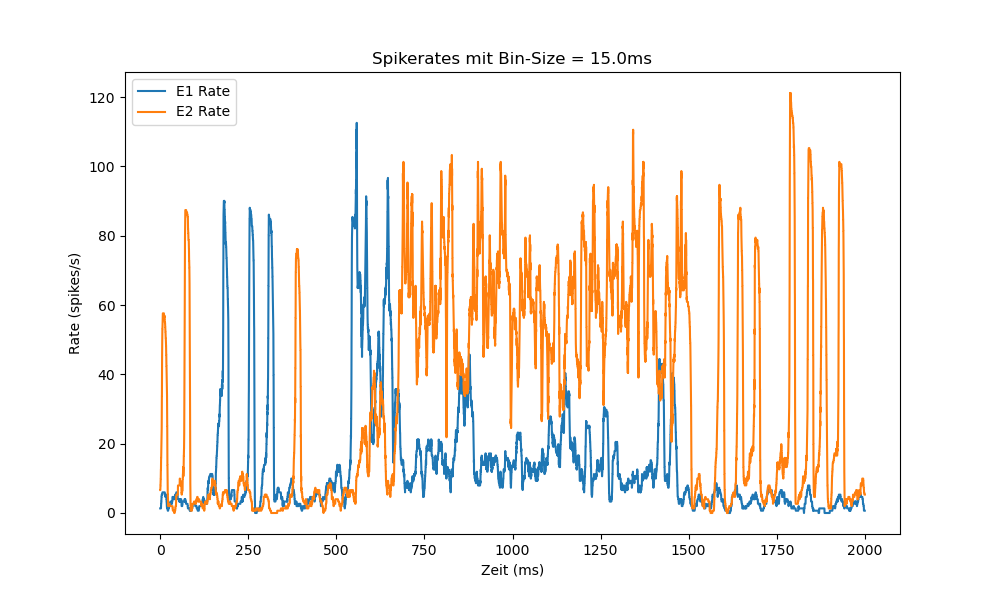 Spikerates mit Bin-Size = 15.0ms
E1 Rate
E2 Rate
Rate (spikes/s)
120
100
80
60
40
20
0
0 250 500 750 1000 1250 1500 1750 2000
Zeit (ms)